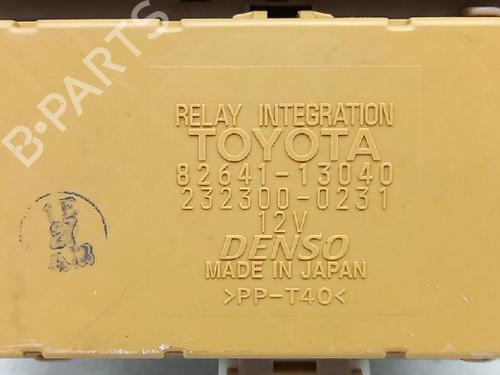 B-PARTS
RELAY INTEGRATION
TOYOTA
82641-13040
232300-0231
12V
DENSO
MADE IN JAPAN
>PP-T40<